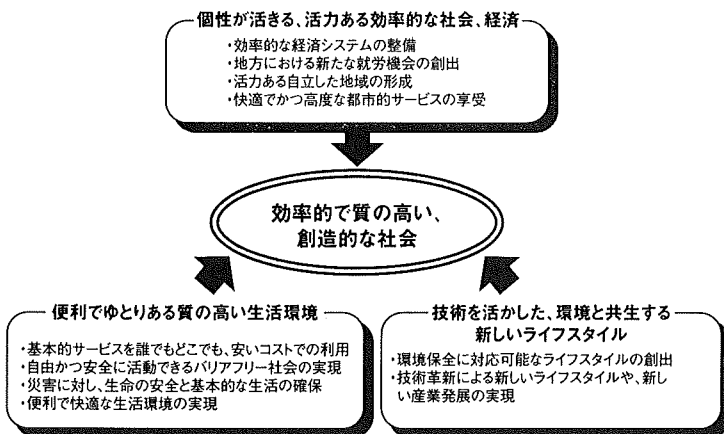 個性が活きる、活力ある効率的な社会、経済
・効率的な経済システムの整備
・地方における新たな就労機会の創出
・活力ある自立した地域の形成
・快適でかつ高度な都市的サービスの享受
効率的で質の高い、
創造的な社会
便利でゆとりある質の高い生活環境
・基本的サービスを誰でもどこでも、安いコストでの利用
・自由かつ安全に活動できるバリアフリー社会の実現
・災害に対し、生命の安全と基本的な生活の確保
・便利で快適な生活環境の実現
技術を活かした、環境と共生する
新しいライフスタイル
・環境保全に対応可能なライフスタイルの創出
・技術革新による新しいライフスタイルや、新し
い産業発展の実現